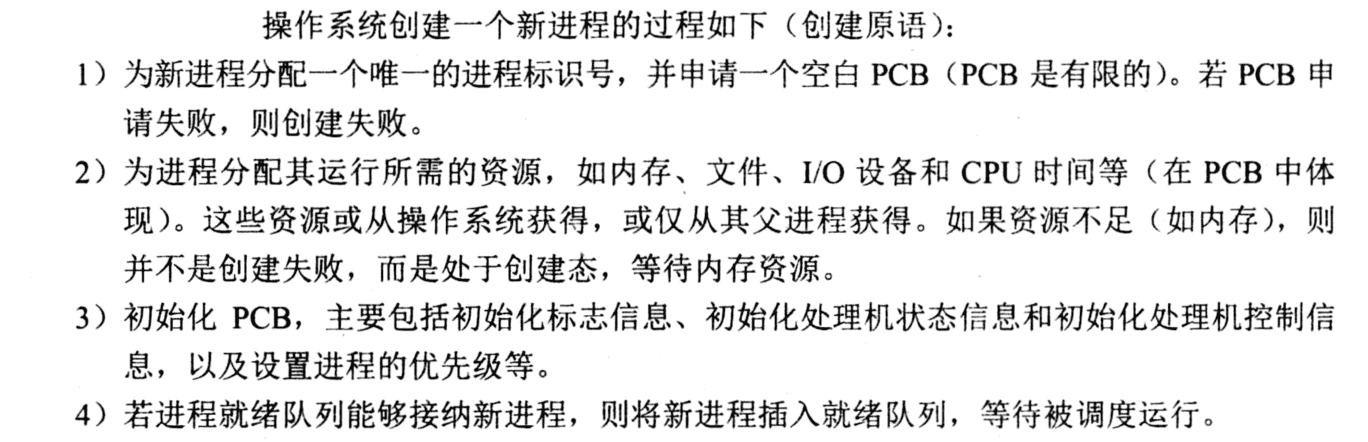 操作系统创建一个新进程的过程如下（创建原语）：
1）为新进程分配一个唯一的进程标识号，并申请一个空白 PCB（PCB 是有限的）。若 PCB 申
请失败，则创建失败。
2）为进程分配其运行所需的资源，如内存、文件、I/O 设备和 CPU 时间等（在 PCB 中体
现）。这些资源或从操作系统获得，或仅从其父进程获得。如果资源不足（如内存），则
并不是创建失败，而是处于创建态，等待内存资源。
3）初始化 PCB，主要包括初始化标志信息、初始化处理机状态信息和初始化处理机控制信
息，以及设置进程的优先级等。
4）若进程就绪队列能够接纳新进程，则将新进程插入就绪队列，等待被调度运行。